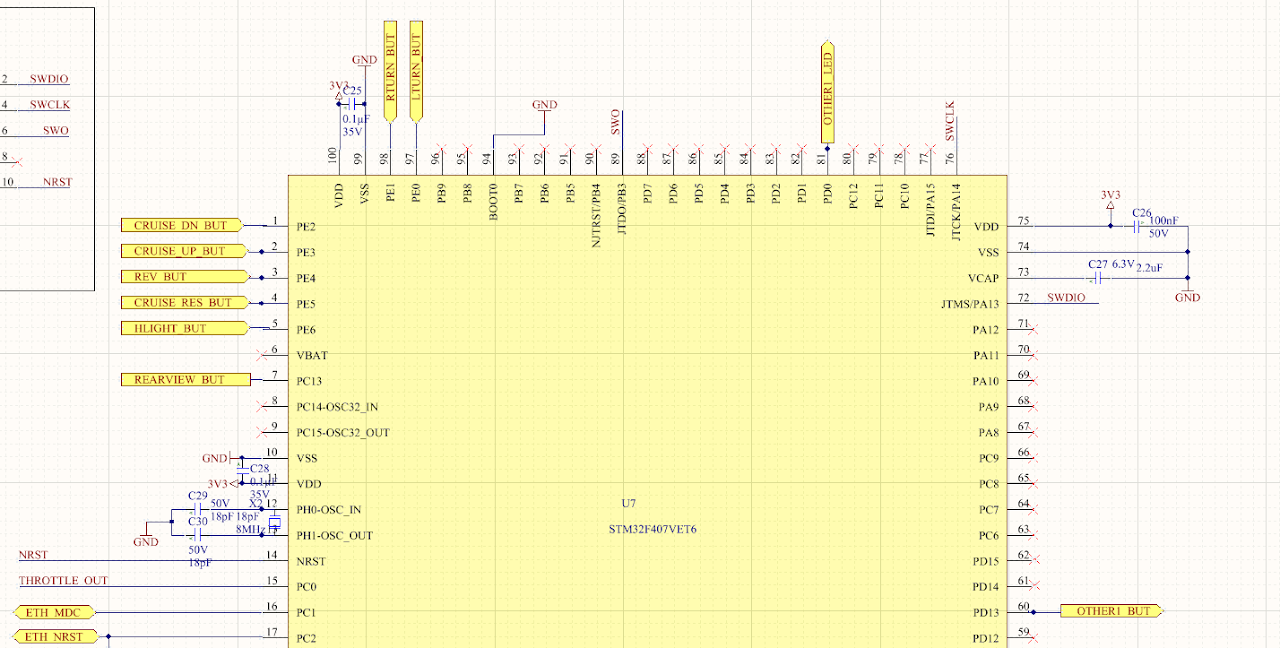 2 SWDIO
4 SWCLK
6 SWO
8
10 NRST
RTURN_BUT
LTURN_BUT
OTHER1_LED
GND
3V3
C25
0.1µF
35V
GND
SWO
SWCLK
100
99
98
97
96
95
94
93
92
91
90
89
88
87
86
85
84
83
82
81
80
79
78
77
76
VDD
VSS
PE1
PE0
PB9
PB8
BOOT0
PB7
PB6
PB5
NJTRST/PB4
JTDO/PB3
PD7
PD6
PD5
PD4
PD3
PD2
PD1
PD0
PC12
PC11
PC10
JTDI/PA15
JTCK/PA14
CRUISE_DN_BUT 1 PE2
CRUISE_UP_BUT 2 PE3
REV_BUT 3 PE4
CRUISE_RES_BUT 4 PE5
HLIGHT_BUT 5 PE6
6 VBAT
REARVIEW_BUT 7 PC13
8 PC14-OSC32_IN
9 PC15-OSC32_OUT
GND 10 VSS
C28
0.1µF
35V
3V3 11 VDD
C29
50V
18pF
X2
18pF
8MHz
12 PH0-OSC_IN
C30
50V
18pF
GND
13 PH1-OSC_OUT
NRST 14 NRST
THROTTLE_OUT 15 PC0
ETH_MDC 16 PC1
ETH_NRST 17 PC2
U7
STM32F407VET6
3V3
C26
100nF
50V
VDD 75
VSS 74
VCAP 73
C27 6.3V 2.2uF
GND
JTMS/PA13 72 SWDIO
PA12 71
PA11 70
PA10 69
PA9 68
PA8 67
PC9 66
PC8 65
PC7 64
PC6 63
PD15 62
PD14 61
PD13 60 OTHER1_BUT
PD12 59